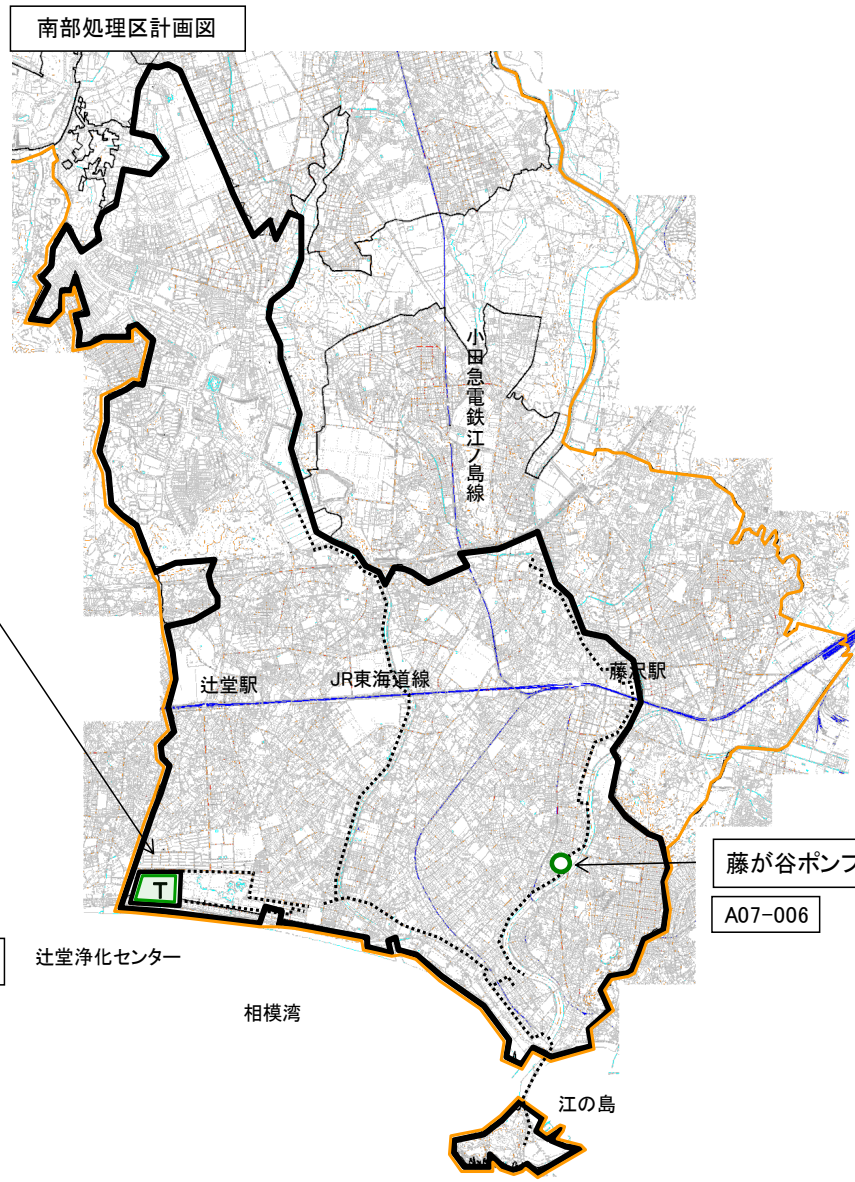 南部処理区計画図
小田急電鉄江ノ島線
辻堂駅
JR東海道線
藤沢駅
藤が谷ポンプ
A07-006
T
辻堂浄化センター
相模湾
江の島